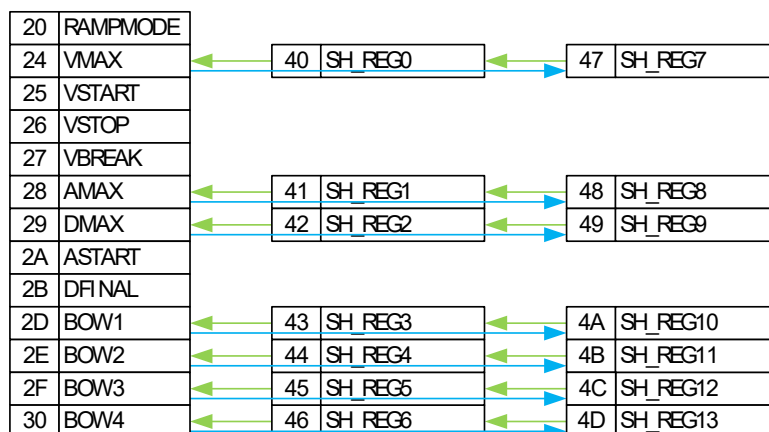 20 RAMPMODE
24 VMAX 40 SH_REG0 47 SH_REG7
25 VSTART
26 VSTOP
27 VBREAK
28 AMAX 41 SH_REG1 48 SH_REG8
29 DMAX 42 SH_REG2 49 SH_REG9
2A ASTART
2B DFINAL
2D BOW1 43 SH_REG3 4A SH_REG10
2E BOW2 44 SH_REG4 4B SH_REG11
2F BOW3 45 SH_REG5 4C SH_REG12
30 BOW4 46 SH_REG6 4D SH_REG13